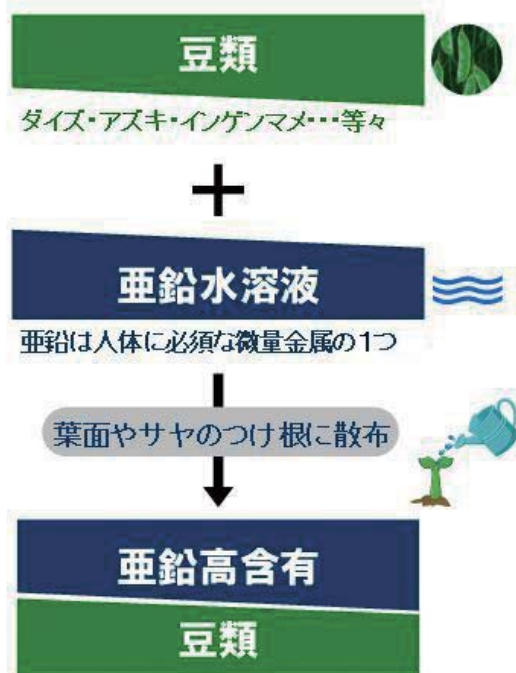 豆類
ダイズ・アズキ・インゲンマメ・・・等々
+
亜鉛水溶液
亜鉛は人体に必須な微量金属の1つ
葉面やサヤのつけ根に散布
亜鉛高含有
豆類